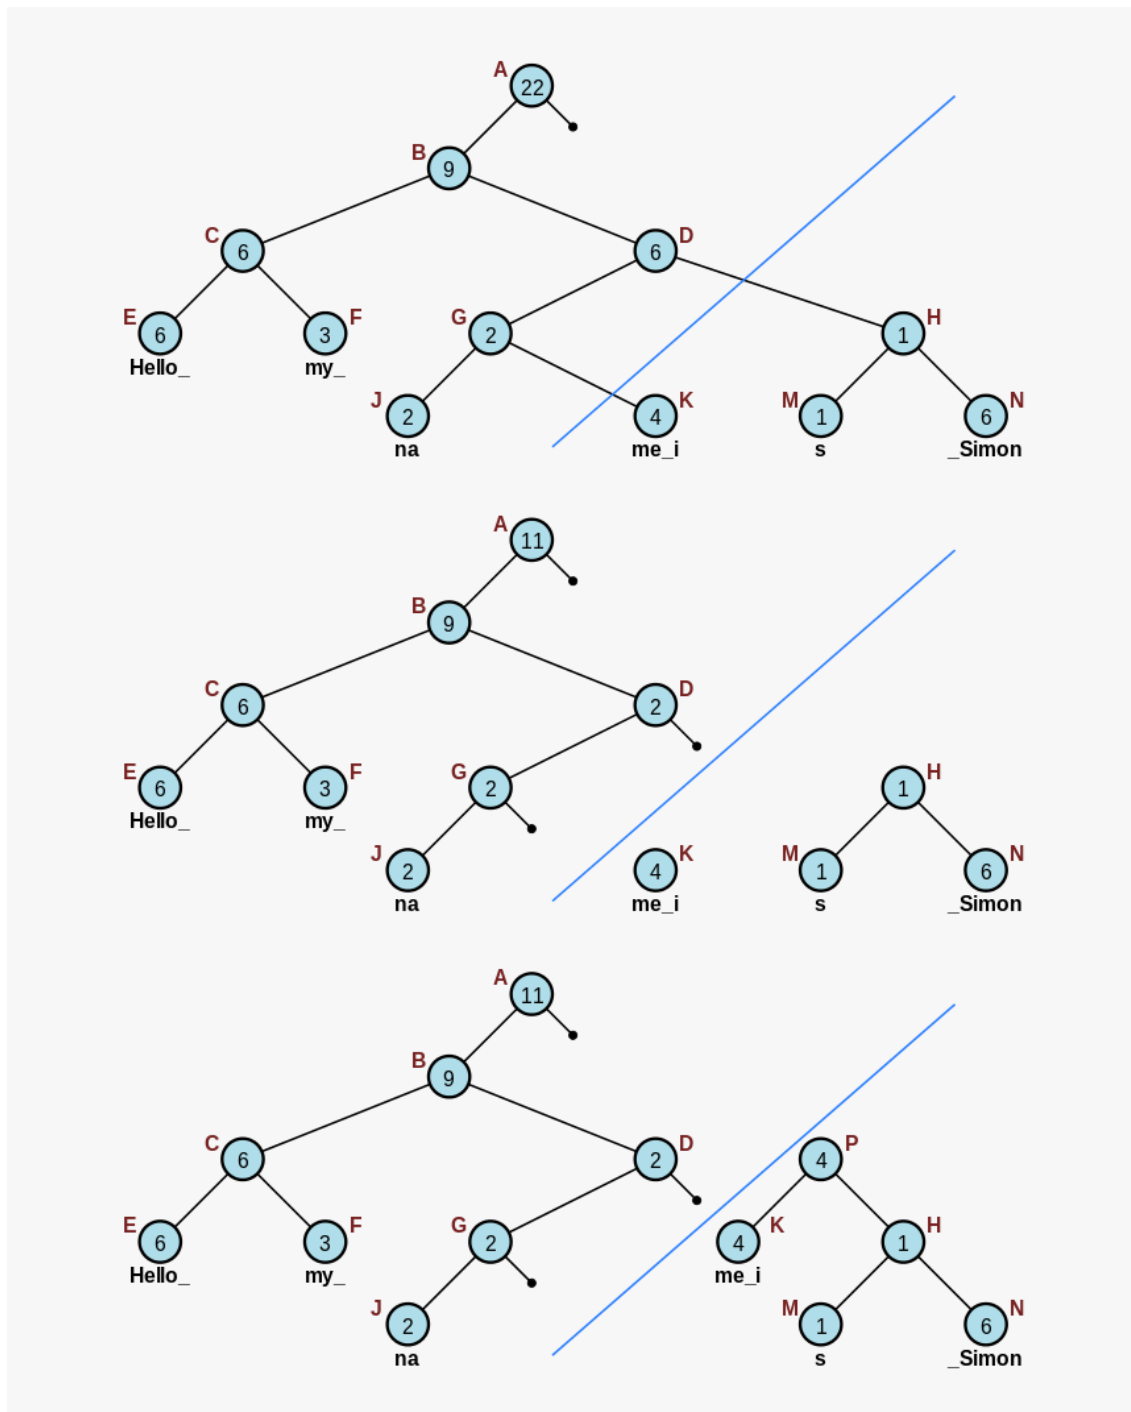 A
22
B
9
C D
6 6
E F G H
6 3 2 1
Hello_ my_
J K M N
2 4 1 6
na me_i s _Simon
A
11
B
9
C D
6 2
E F G H
6 3 2 1
Hello_ my_
J K M N
2 4 1 6
na me_i s _Simon
A
11
B
9
C D P
6 2 4
E F G K H
6 3 2 4 1
Hello_ my_ me_i
J M N
2 1 6
na s _Simon